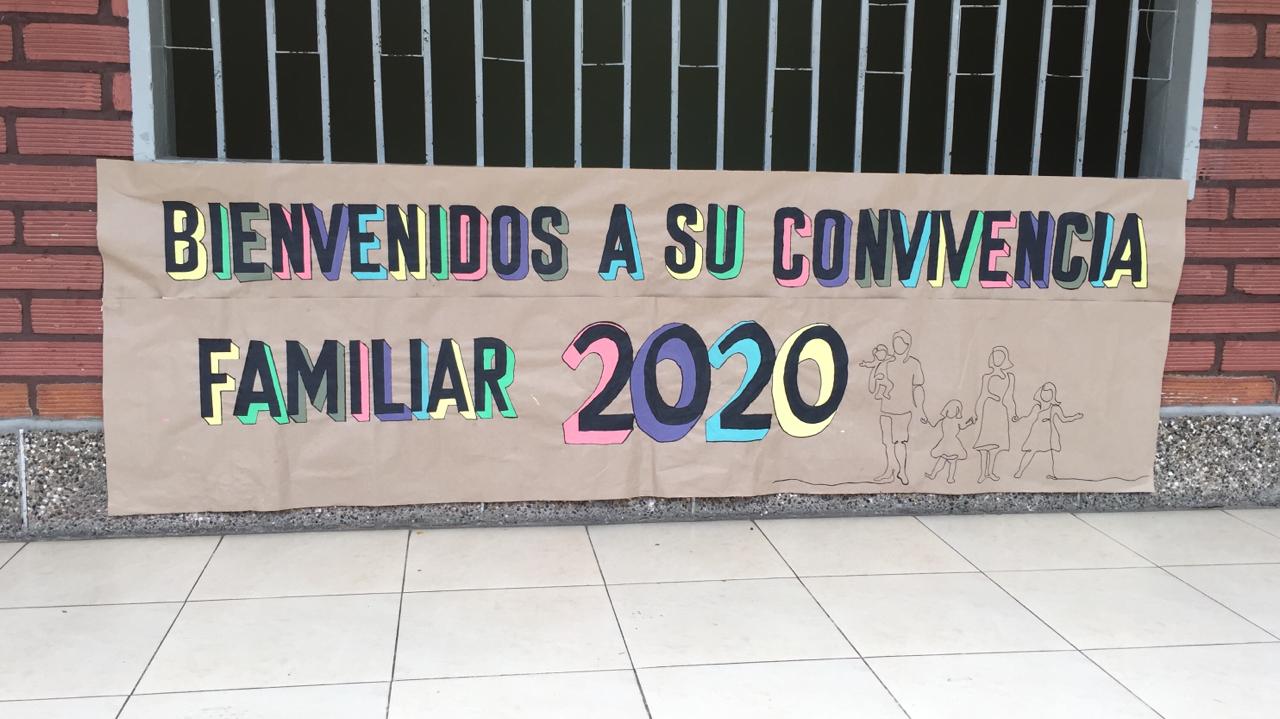 BIENVENIDOS A SU CONVIVENCIA
FAMILIAR 2020